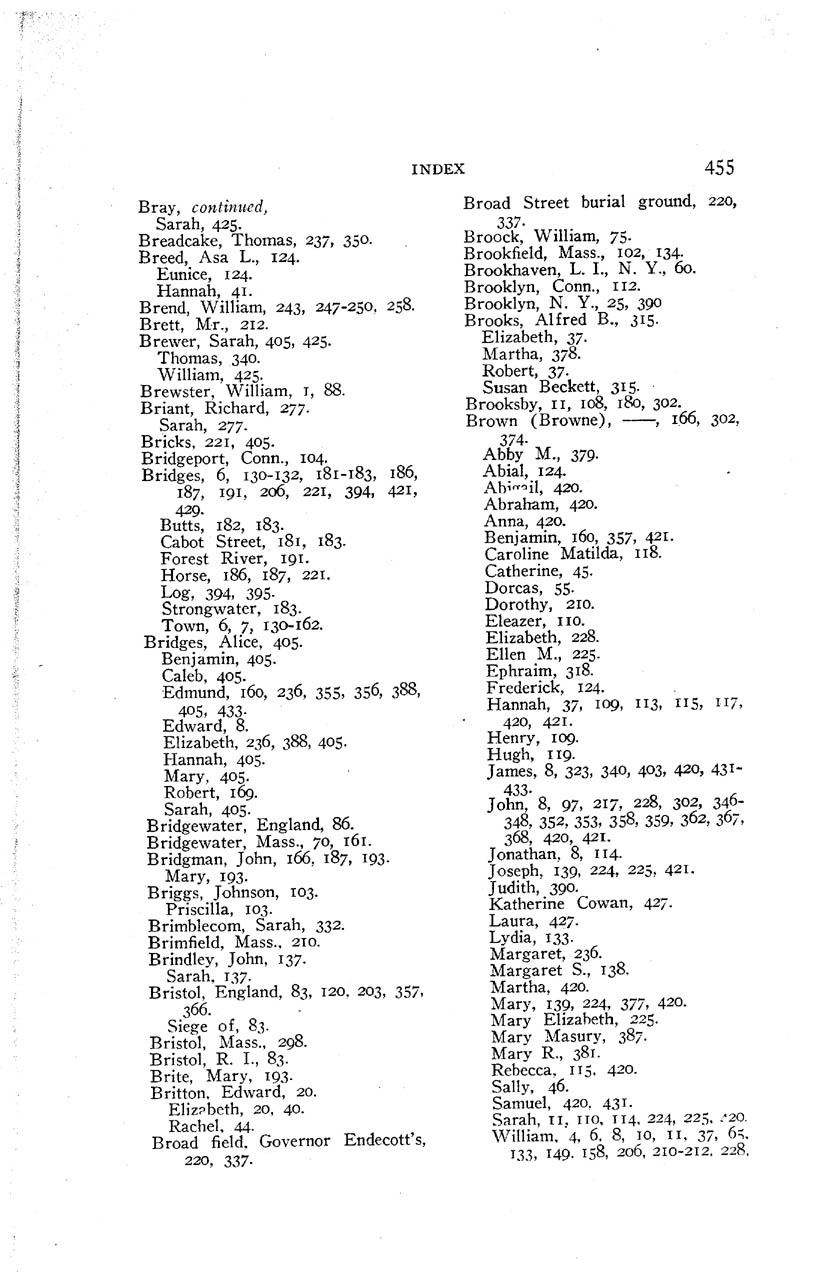 INDEX 455
Bray, continued,
Sarah, 425.
Breadcake, Thomas, 237, 350.
Breed, Asa L., 124.
Eunice, 124.
Hannah, 41.
Brend, William, 243, 247-250, 258.
Brett, Mr., 212.
Brewer, Sarah, 405, 425.
Thomas, 340.
William, 425.
Brewster, William, 1, 88.
Briant, Richard, 277.
Sarah, 277.
Bricks, 221, 405.
Bridgeport, Conn., 104.
Bridges, 6, 130-132, 181-183, 186,
187, 191, 206, 221, 394, 421,
429.
Butts, 182, 183.
Cabot Street, 181, 183.
Forest River, 191.
Horse, 186, 187, 221.
Log, 394, 395.
Strongwater, 183.
Town, 6, 7, 130-162.
Bridges, Alice, 405.
Benjamin, 405.
Caleb, 405.
Edmund, 160, 236, 355, 356, 388,
405, 433.
Edward, 8.
Elizabeth, 236, 388, 405.
Hannah, 405.
Mary, 405.
Robert, 169.
Sarah, 405.
Bridgewater, England, 86.
Bridgewater, Mass., 70, 161.
Bridgman, John, 166, 187, 193.
Mary, 193.
Briggs, Johnson, 103.
Priscilla, 103.
Brimblecom, Sarah, 332.
Brimfield, Mass., 210.
Brindley, John, 137.
Sarah, 137.
Bristol, England, 83, 120, 203, 357,
366.
Siege of, 83.
Bristol, Mass., 298.
Bristol, R. I., 83.
Brite, Mary, 193.
Britton, Edward, 20.
Elizabeth, 20, 40.
Rachel, 44.
Broad field, Governor Endecott's,
220, 337.
Broad Street burial ground, 220,
337.
Broock, William, 75.
Brookfield, Mass., 102, 134.
Brookhaven, L. I., N. Y., 60.
Brooklyn, Conn., 112.
Brooklyn, N. Y., 25, 390
Brooks, Alfred B., 315.
Elizabeth, 37.
Martha, 378.
Robert, 37.
Susan Beckett, 315.
Brooksby, 11, 108, 180, 302.
Brown (Browne), ——, 166, 302,
374.
Abby M., 379.
Abial, 124.
Abigail, 420.
Abraham, 420.
Anna, 420.
Benjamin, 160, 357, 421.
Caroline Matilda, 118.
Catherine, 45.
Dorcas, 55.
Dorothy, 210.
Eleazer, 110.
Elizabeth, 228.
Ellen M., 225.
Ephraim, 318.
Frederick, 124.
Hannah, 37, 109, 113, 115, 117,
420, 421.
Henry, 109.
Hugh, 119.
James, 8, 323, 340, 403, 420, 431-
433.
John, 8, 97, 217, 228, 302, 346-
348, 352, 353, 358, 359, 362, 367,
368, 420, 421.
Jonathan, 8, 114.
Joseph, 139, 224, 225, 421.
Judith, 390.
Katherine Cowan, 427.
Laura, 427.
Lydia, 133.
Margaret, 236.
Margaret S., 138.
Martha, 420.
Mary, 139, 224, 377, 420.
Mary Elizabeth, 225.
Mary Masury, 387.
Mary R., 381.
Rebecca, 115, 420.
Sally, 46.
Samuel, 420, 431.
Sarah, 11, 110, 114, 224, 225,
William, 4, 6, 8, 10, 11, 37,
133, 149, 158, 206, 210-212, 228,